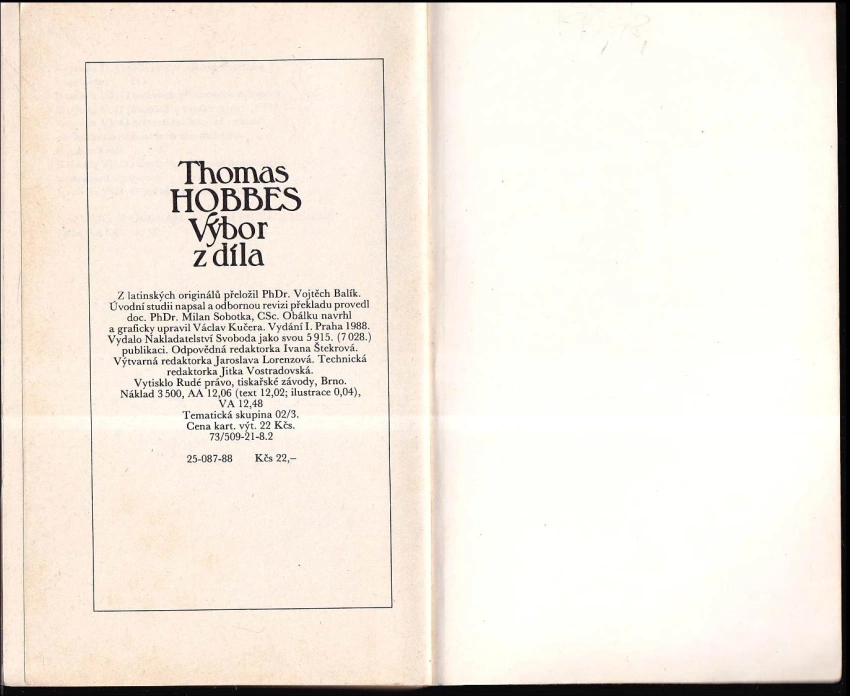 Thomas
HOBBES
Výbor
z díla
Z latinských originálů přeložil PhDr. Vojtěch Balík.
Úvodní studii napsal a odbornou revizi překladu provedl
doc. PhDr. Milan Sobotka, CSc. Obálku navrhl
a graficky upravil Václav Kučera. Vydání I. Praha 1988.
Vydalo Nakladatelství Svoboda jako svou 5 915. (7 028.)
publikaci. Odpovědná redaktorka Ivana Štekrová.
Výtvarná redaktorka Jaroslava Lorenzová. Technická
redaktorka Jitka Vostradovská.
Vytisklo Rudé právo, tiskařské závody, Brno.
Náklad 3 500, AA 12,06 (text 12,02; ilustrace 0,04),
VA 12,48
Tematická skupina 02/3.
Cena kart. výt. 22 Kčs.
73/509-21-8.2
25-087-88 Kčs 22,–